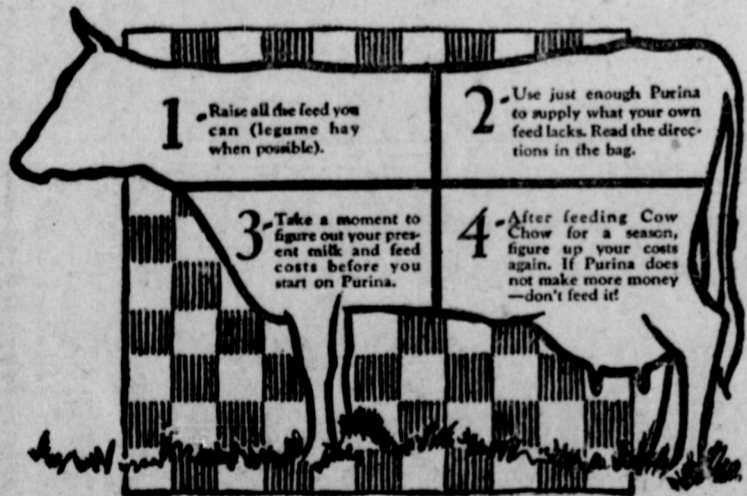 1-Raise all the feed you
can (legume hay
when possible).
2-Use just enough Purina
to supply what your own
feed lacks. Read the direc-
tions in the bag.
3-Take a moment to
figure out your pres-
ent milk and feed
costs before you
start on Purina.
4-After feeding Cow
Chow for a season,
figure up your costs
again. If Purina does
not make more money
—don't feed it!